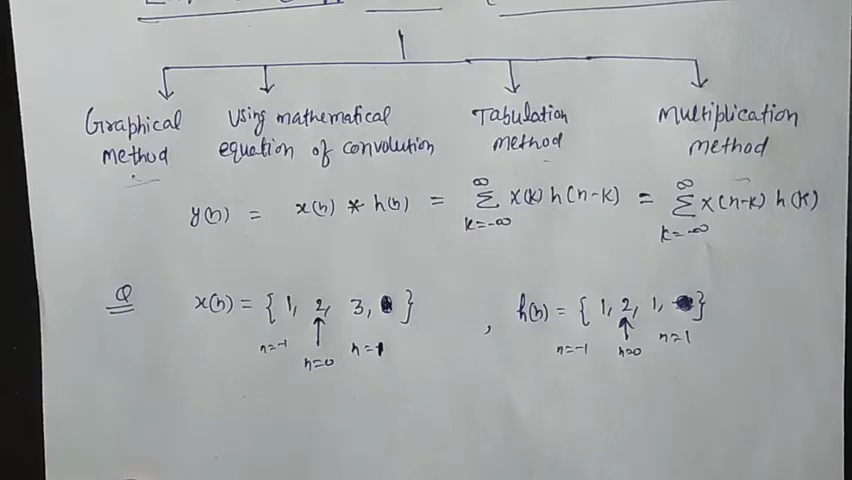 Graphical method
Using mathematical equation of convolution
Tabulation method
Multiplication method
y(n) = x(n) * h(n) = ∑ x(k) h(n-k) = ∑ x(n-k) h(k)
∞ k=-∞ ∞ k=-∞
Q x(n) = { 1, 2, 3, } , h(n) = { 1, 2, 1, }
↑ ↑
n=-1 n=0 n=1 n=-1 n=0 n=1